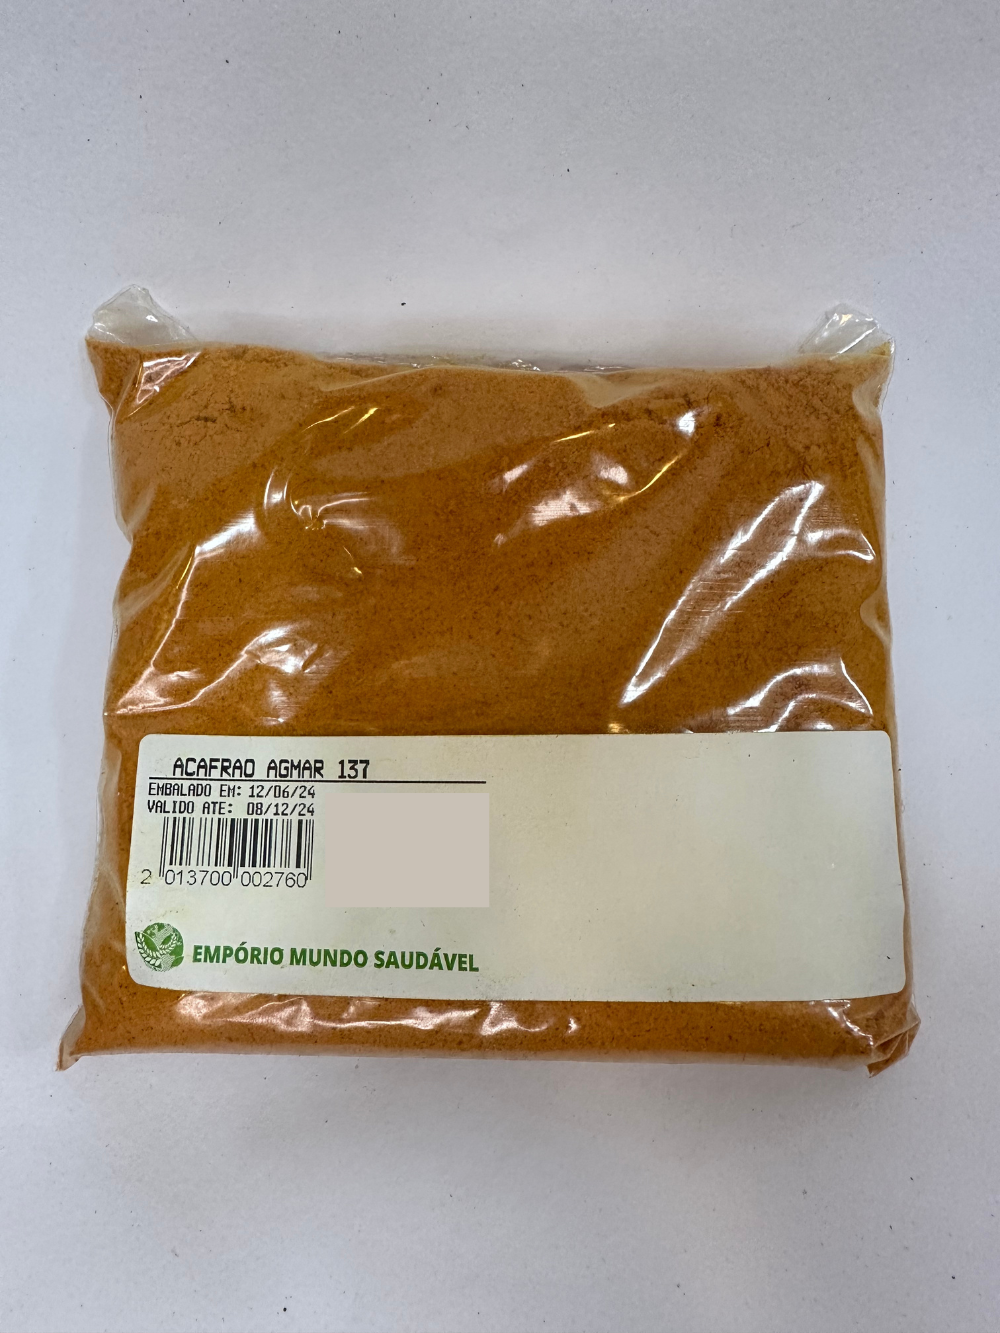 ACAFRAO AGMAR 137
EMBALADO EM: 12/06/24
VALIDO ATE: 08/12/24
2 013700 002760
EMPÓRIO MUNDO SAUDÁVEL